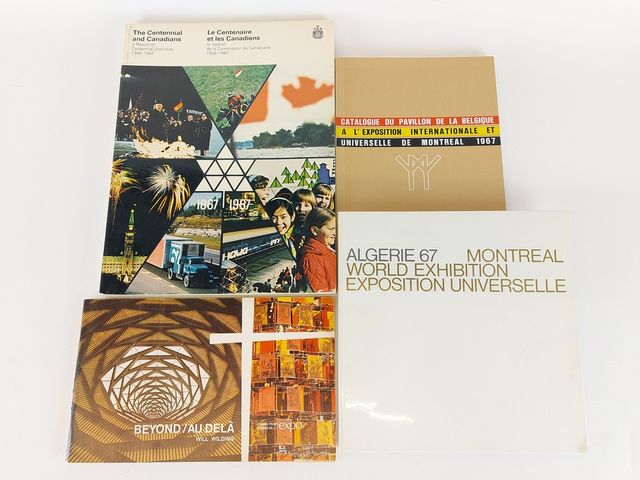 The Centennial
and Canadians
a Report of
Centennial Activities
1966-1967
Le Centenaire
et les Canadiens
le rapport
de la Commission du Centenaire
1966-1967
1867
1967
CATALOGUE DU PAVILLON DE LA BELGIQUE
A L'EXPOSITION INTERNATIONALE ET
UNIVERSELLE DE MONTREAL 1967
ALGERIE 67 MONTREAL
WORLD EXHIBITION
EXPOSITION UNIVERSELLE
BEYOND/AU DELÀ
WILL WILDING
expo